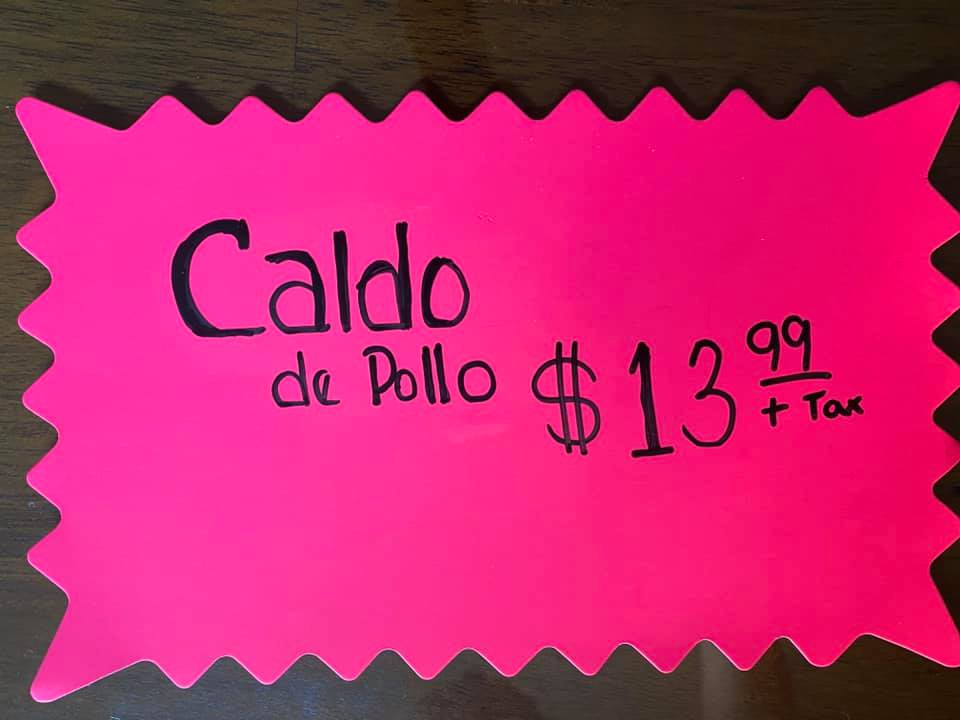 Caldo
de Pollo $13 99
+ Tax